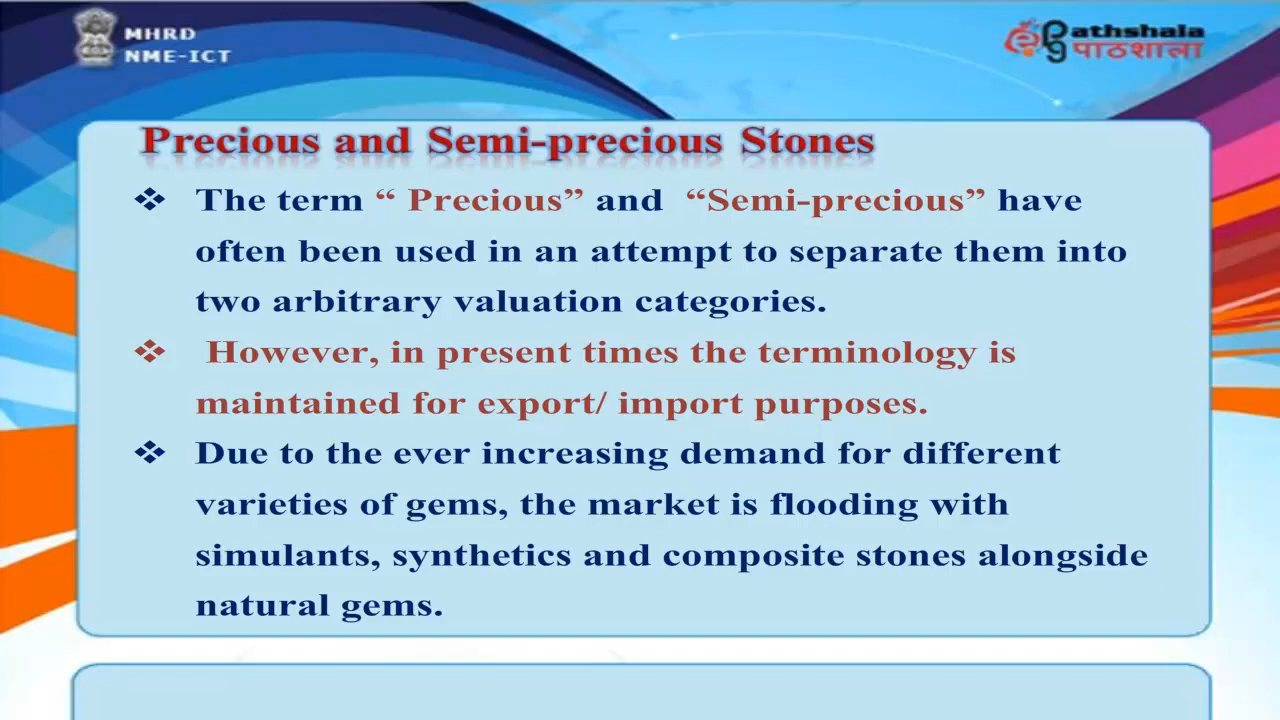 MHRD
NME-ICT
athshala
पाठशाला
Precious and Semi-precious Stones
❖ The term “ Precious” and “Semi-precious” have
often been used in an attempt to separate them into
two arbitrary valuation categories.
❖ However, in present times the terminology is
maintained for export/ import purposes.
❖ Due to the ever increasing demand for different
varieties of gems, the market is flooding with
simulants, synthetics and composite stones alongside
natural gems.